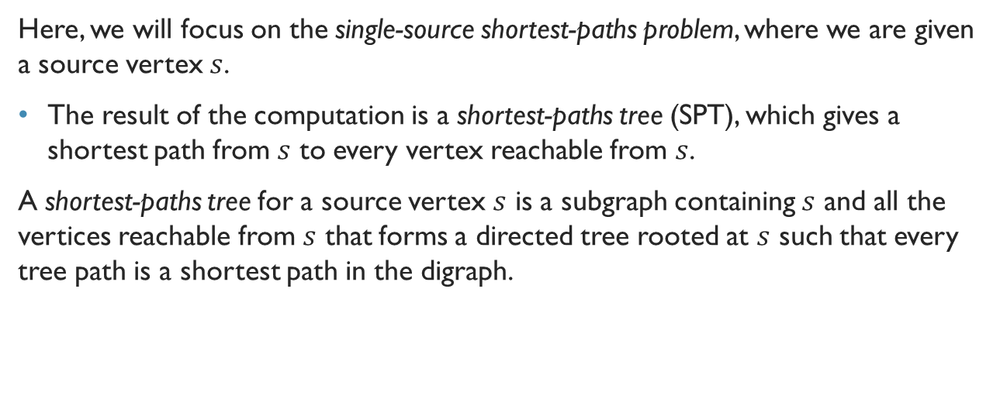 Here, we will focus on the single-source shortest-paths problem, where we are given
a source vertex s.
• The result of the computation is a shortest-paths tree (SPT), which gives a
shortest path from s to every vertex reachable from s.
A shortest-paths tree for a source vertex s is a subgraph containing s and all the
vertices reachable from s that forms a directed tree rooted at s such that every
tree path is a shortest path in the digraph.